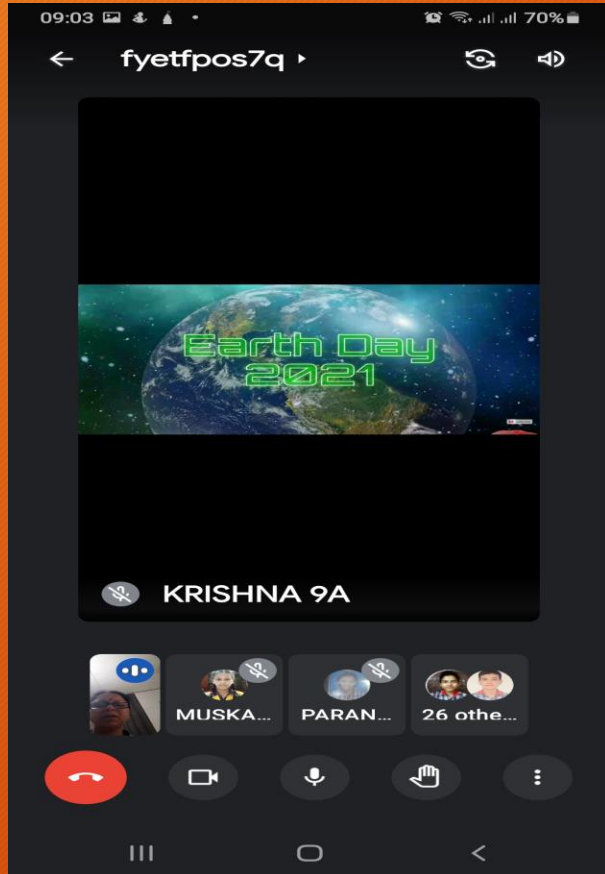 09:03 70%
fyetfpos7q
Earth Day
2021
KRISHNA 9A
MUSKA... PARAN... 26 othe...